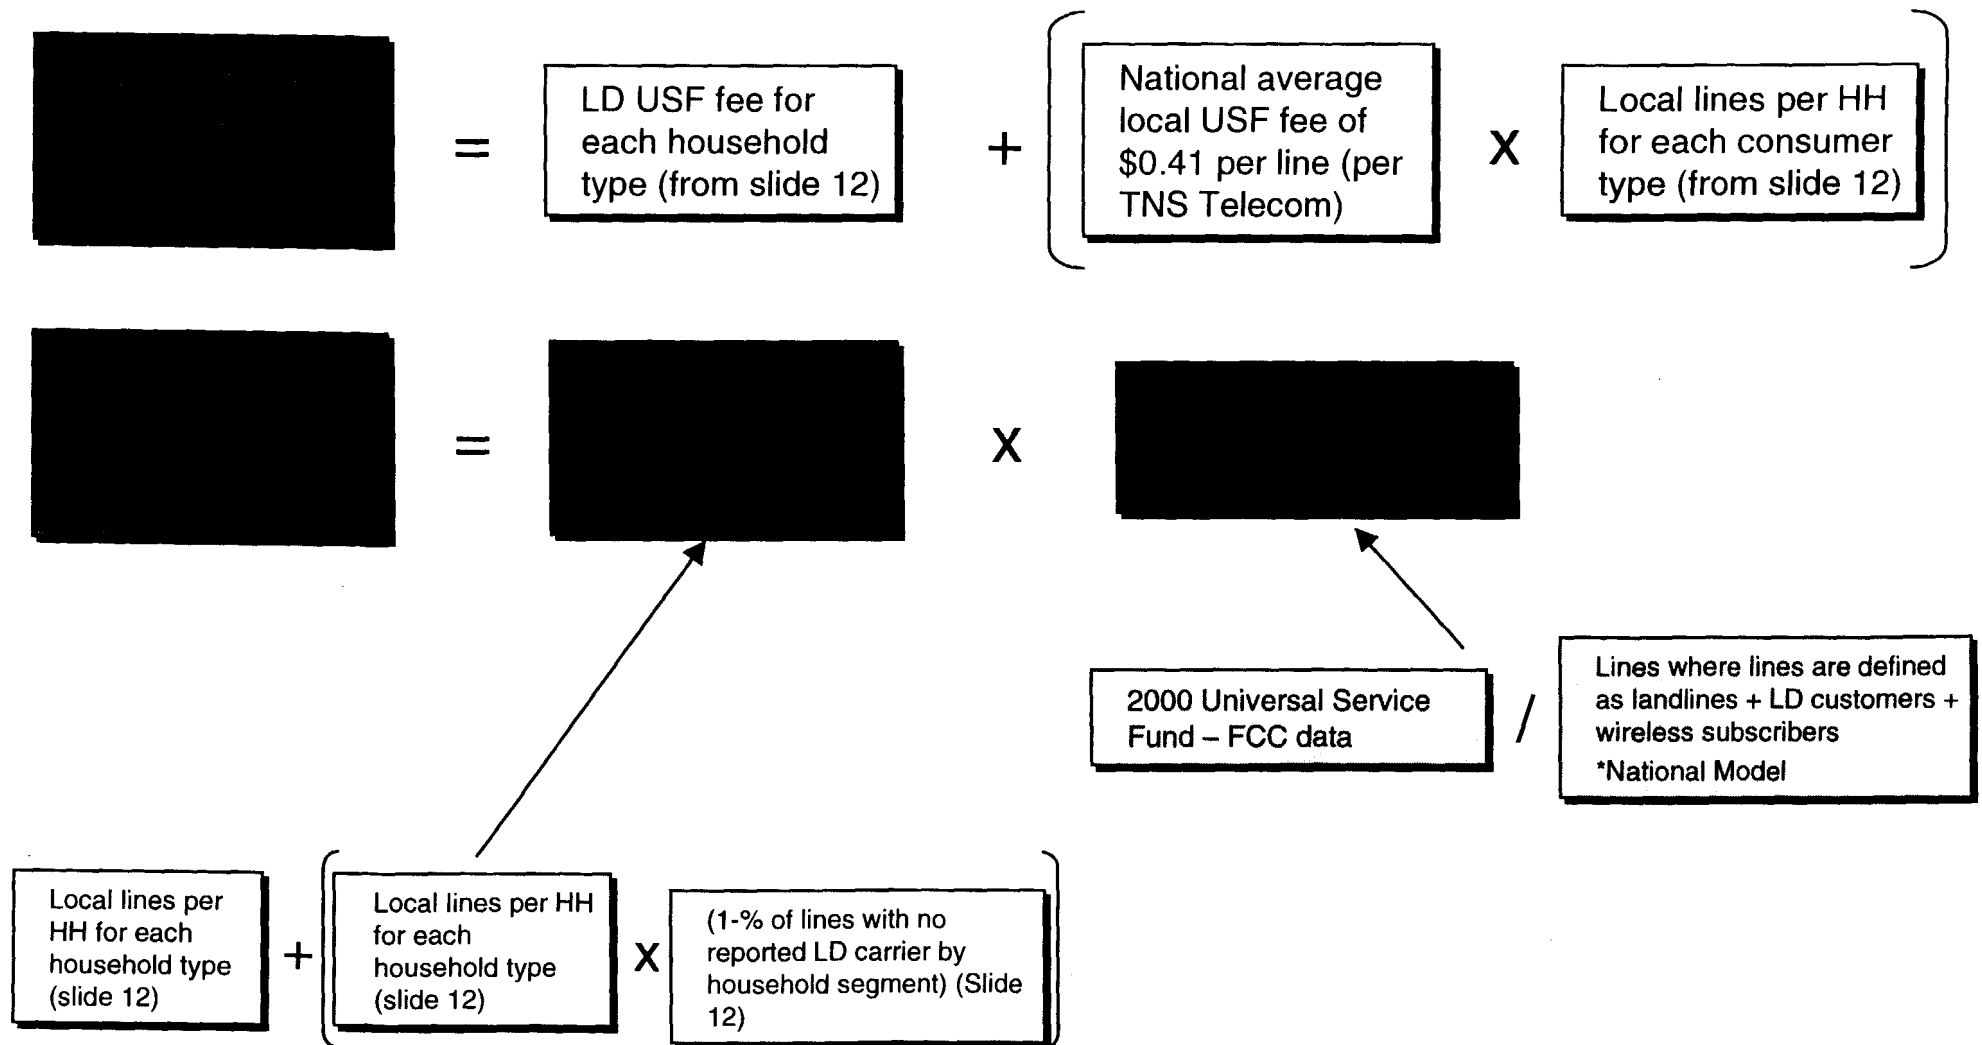 LD USF fee for
each household
type (from slide 12)
National average
local USF fee of
$0.41 per line (per
TNS Telecom)
Local lines per HH
for each consumer
type (from slide 12)
=
+
X
=
X
2000 Universal Service
Fund – FCC data
/
Lines where lines are defined
as landlines + LD customers +
wireless subscribers
*National Model
Local lines per
HH for each
household type
(slide 12)
+
Local lines per HH
for each
household type
(slide 12)
X
(1-% of lines with no
reported LD carrier by
household segment) (Slide
12)